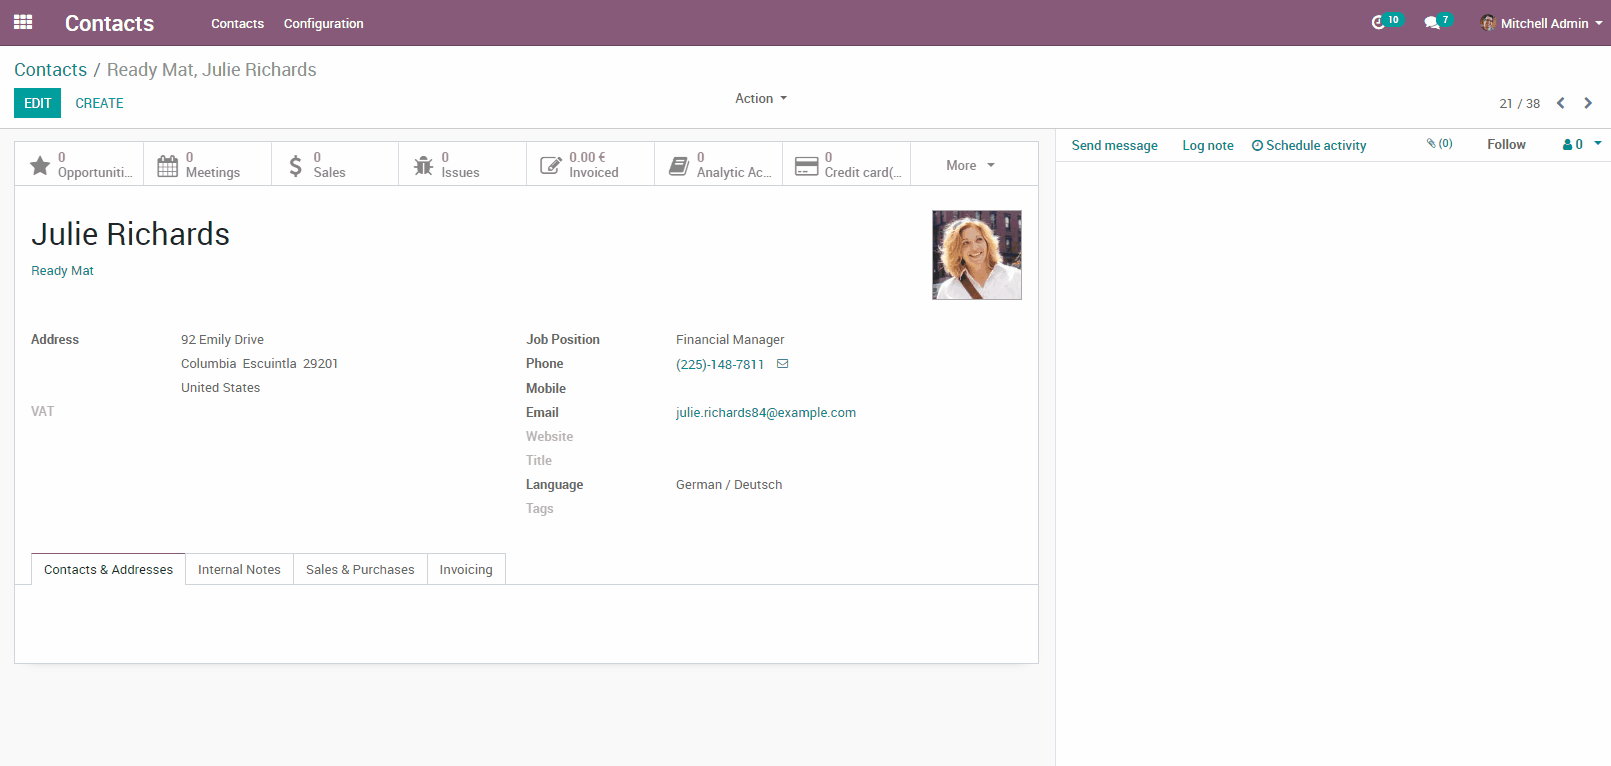 Contacts Contacts Configuration 10 7 Mitchell Admin
Contacts / Ready Mat, Julie Richards
EDIT CREATE Action 21 / 38
0 Opportuniti...
0 Meetings
0 Sales
0 Issues
0.00 € Invoiced
0 Analytic Ac...
0 Credit card(...
More
Send message Log note Schedule activity (0) Follow 0
Julie Richards
Ready Mat
Address 92 Emily Drive
Columbia Escuintla 29201
United States
VAT
Job Position Financial Manager
Phone (225)-148-7811
Mobile
Email julie.richards84@example.com
Website
Title
Language German / Deutsch
Tags
Contacts & Addresses Internal Notes Sales & Purchases Invoicing